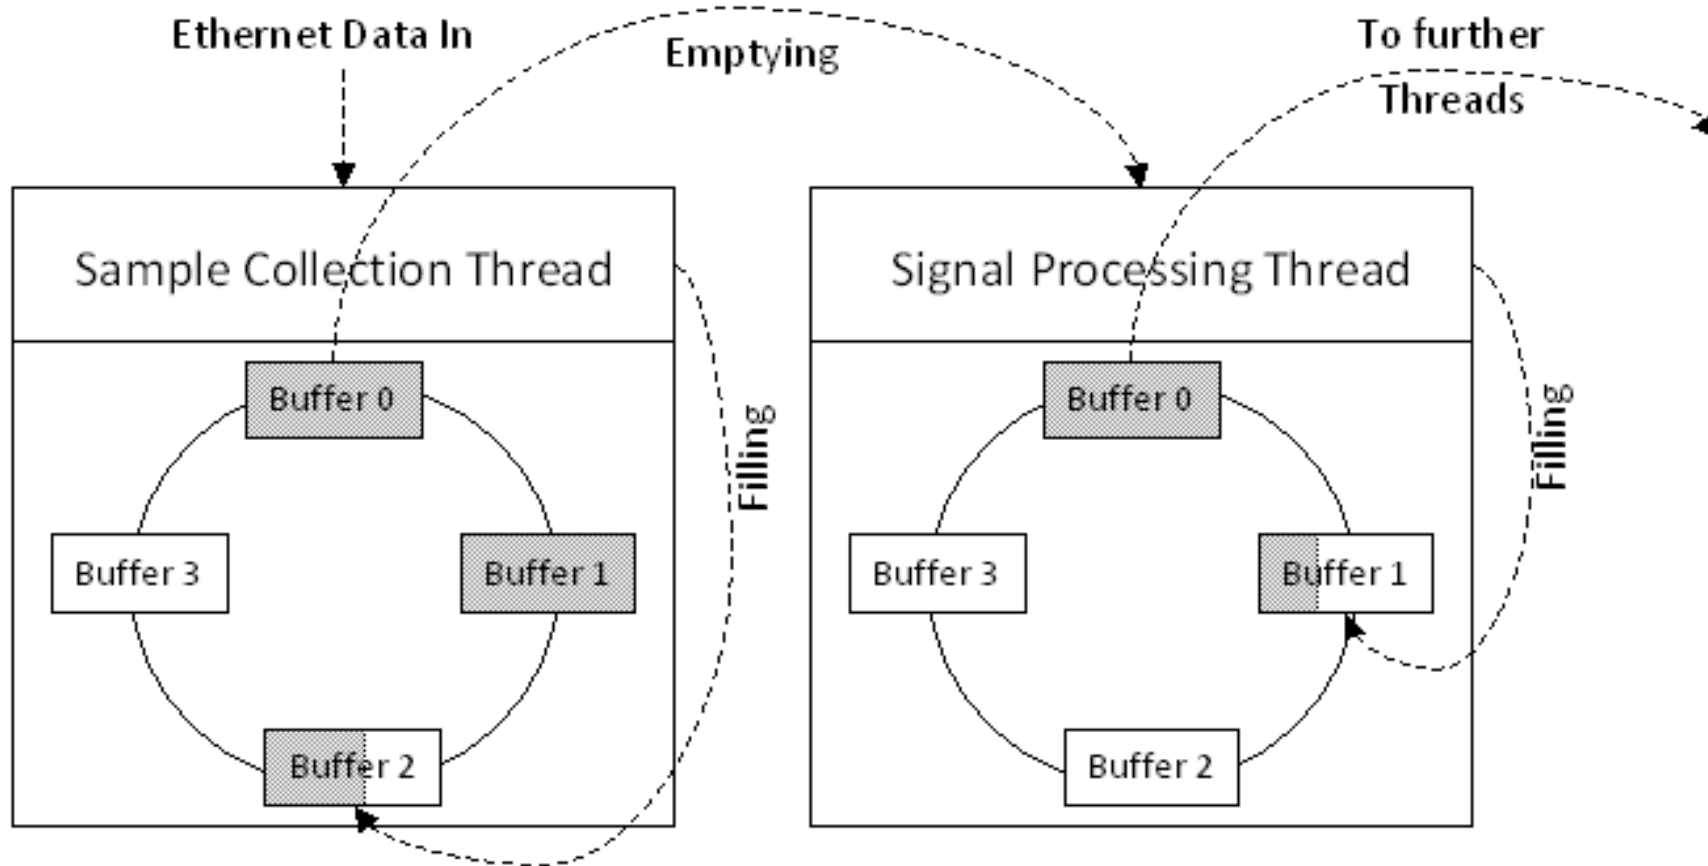 Ethernet Data In
Emptying
To further
Threads
Sample Collection Thread
Signal Processing Thread
Buffer 0
Buffer 3
Buffer 1
Buffer 2
Filling
Buffer 0
Buffer 3
Buffer 1
Buffer 2
Filling